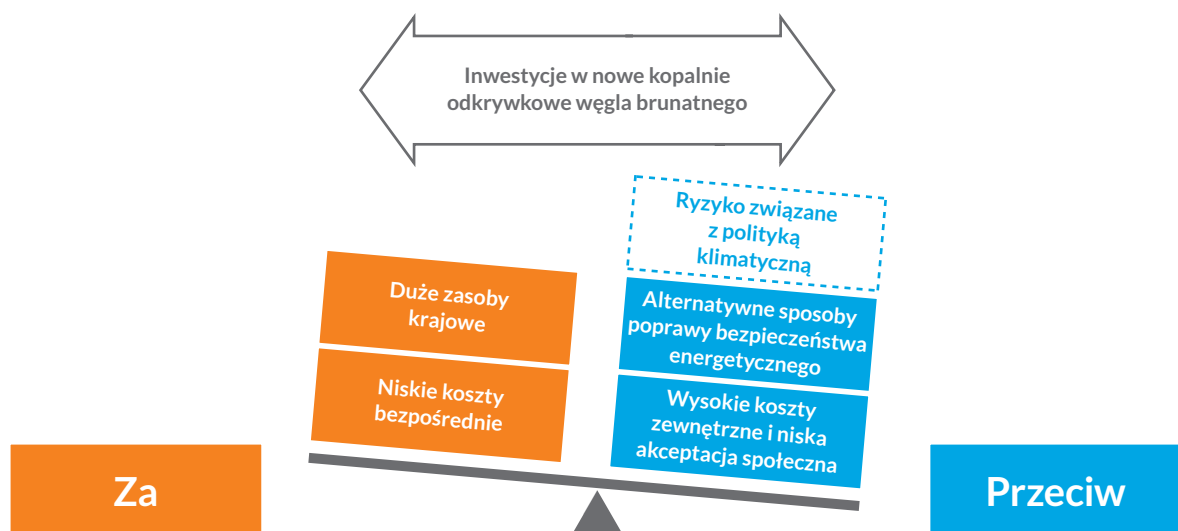 Inwestycje w nowe kopalnie
odkrywkowe węgla brunatnego
Ryzyko związane
z polityką
klimatyczną
Duże zasoby
krajowe
Alternatywne sposoby
poprawy bezpieczeństwa
energetycznego
Niskie koszty
bezpośrednie
Wysokie koszty
zewnętrzne i niska
akceptacja społeczna
Za
Przeciw